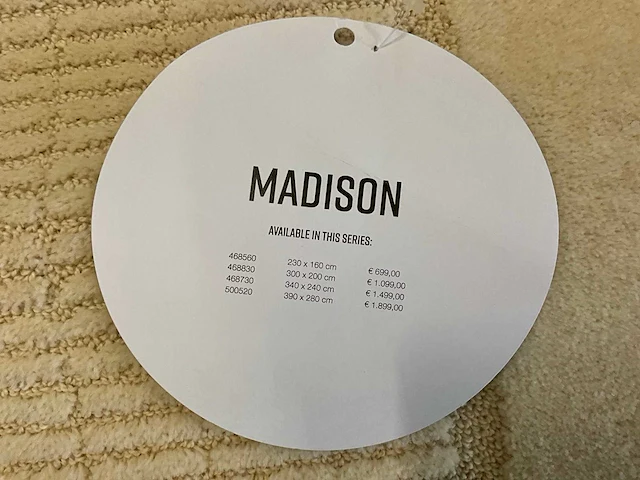 MADISON
AVAILABLE IN THIS SERIES:
468560 230 x 160 cm € 699,00
468830 300 x 200 cm € 1.099,00
468730 340 x 240 cm € 1.499,00
500520 390 x 280 cm € 1.899,00